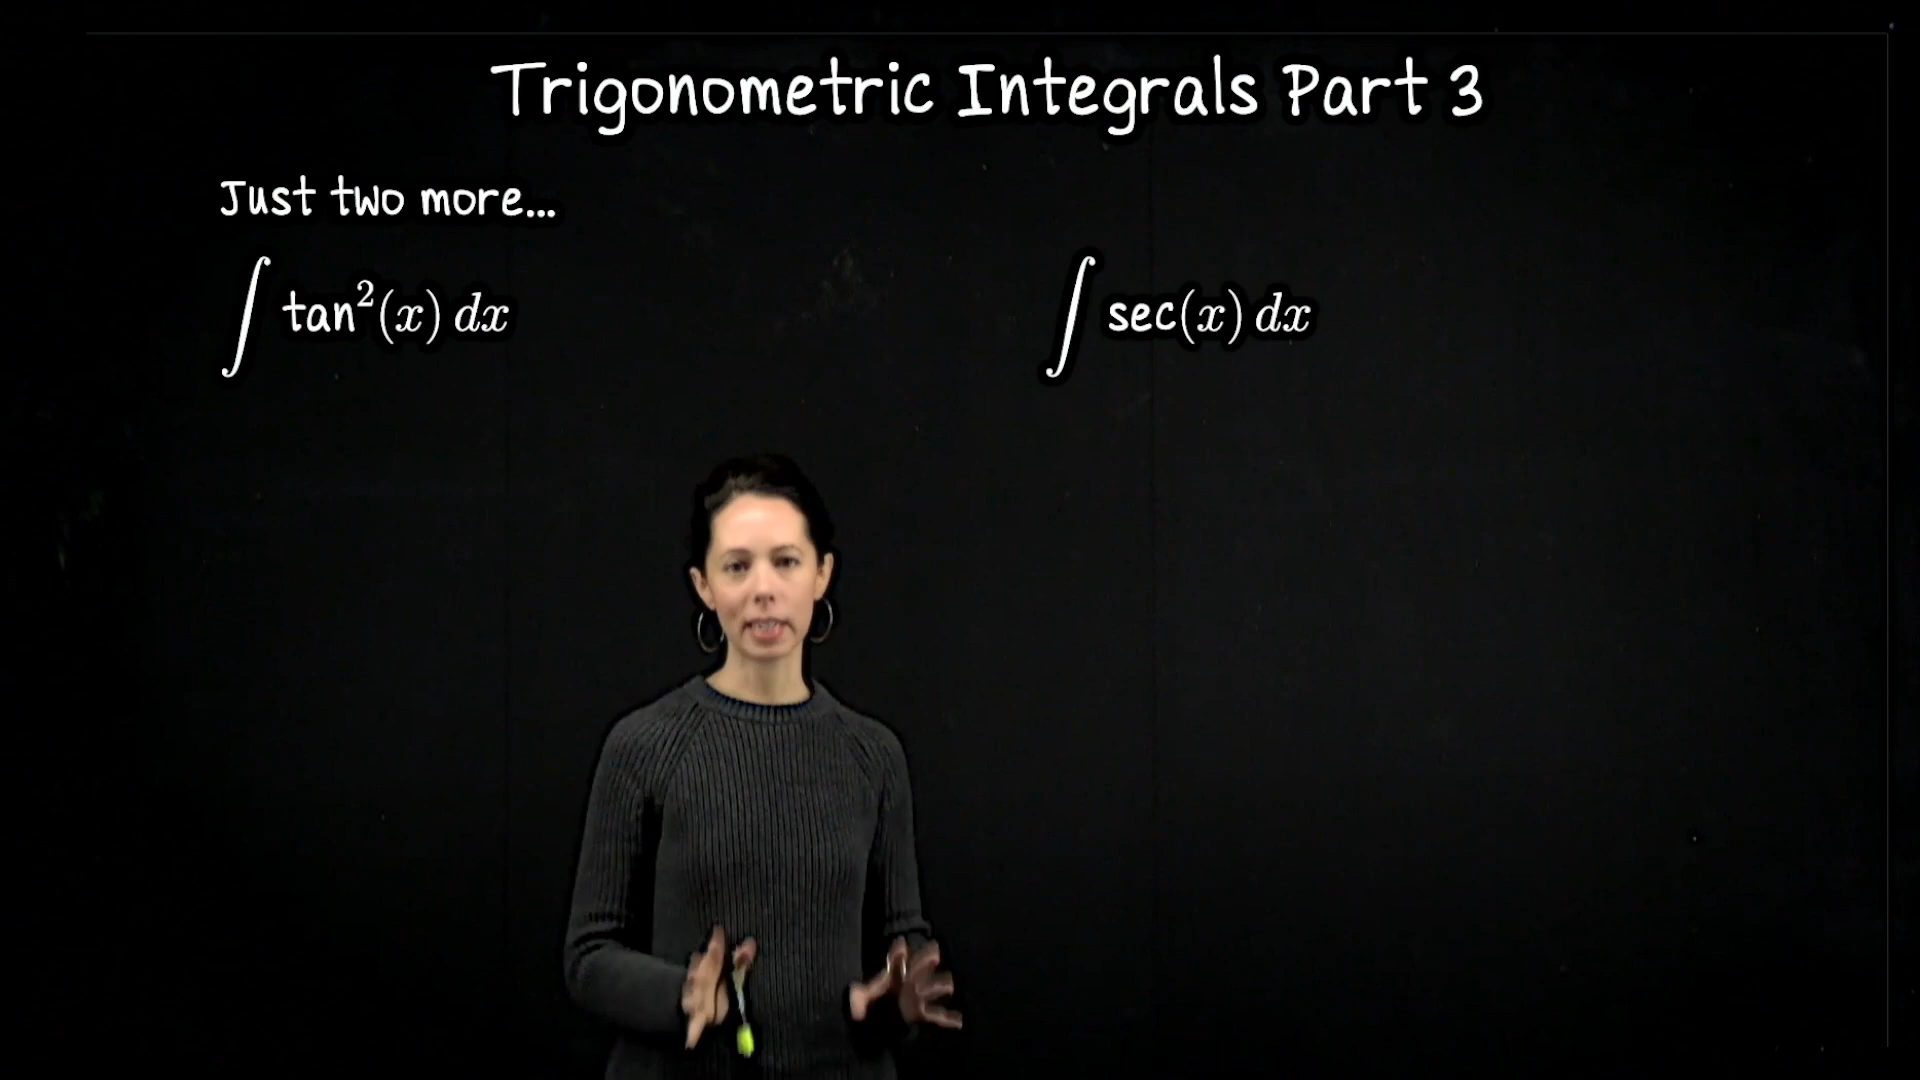 Trigonometric Integrals Part 3
Just two more...
∫ tan²(x) dx
∫ sec(x) dx